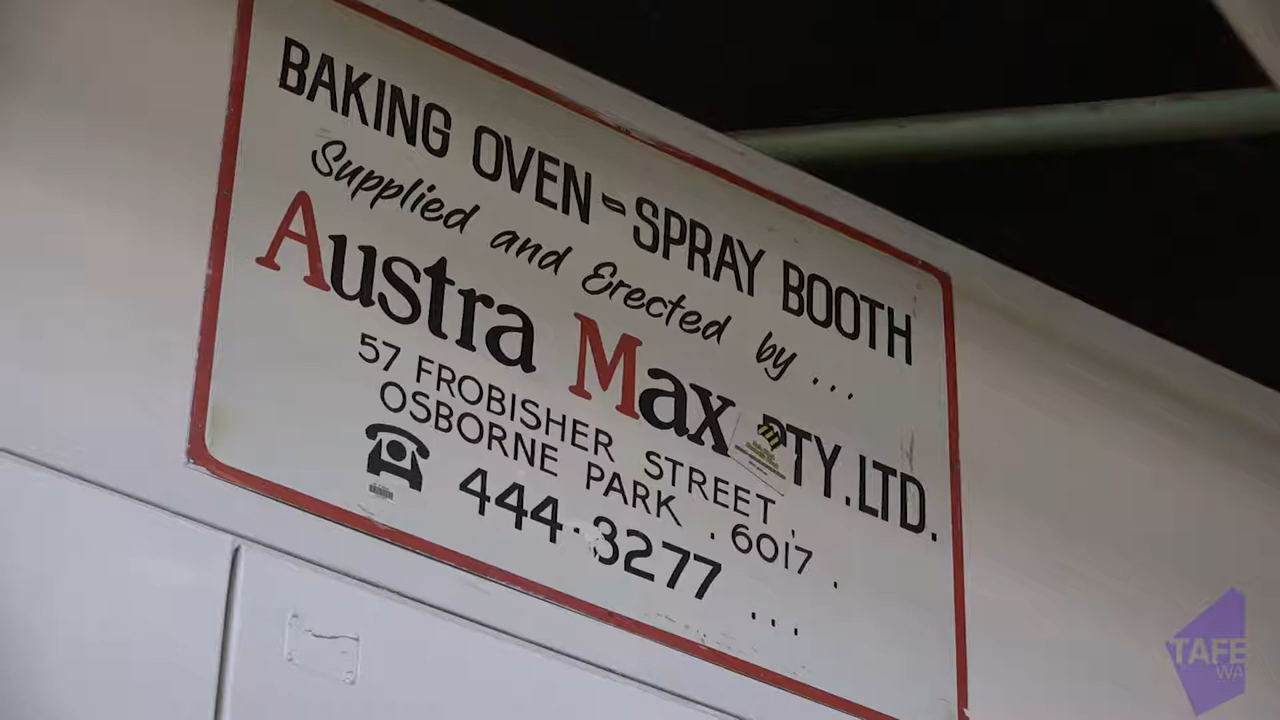 BAKING OVEN - SPRAY BOOTH
Supplied and Erected by ...
Austra Max PTY. LTD.
57 FROBISHER STREET.
OSBORNE PARK . 6017 .
444-3277 ...
TAFE
WA